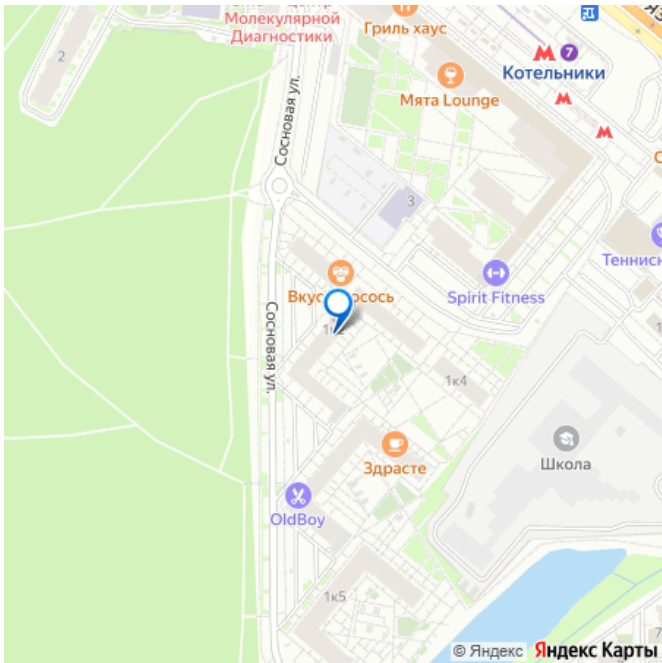 Молекулярной
Диагностики
2
Гриль хаус
7
Котельники
Мята Lounge
Сосновая ул.
3
Spirit Fitness
Сосновая ул.
1к4
Школа
Здрасте
OldBoy
1к5
7
© Яндекс Яндекс Карты